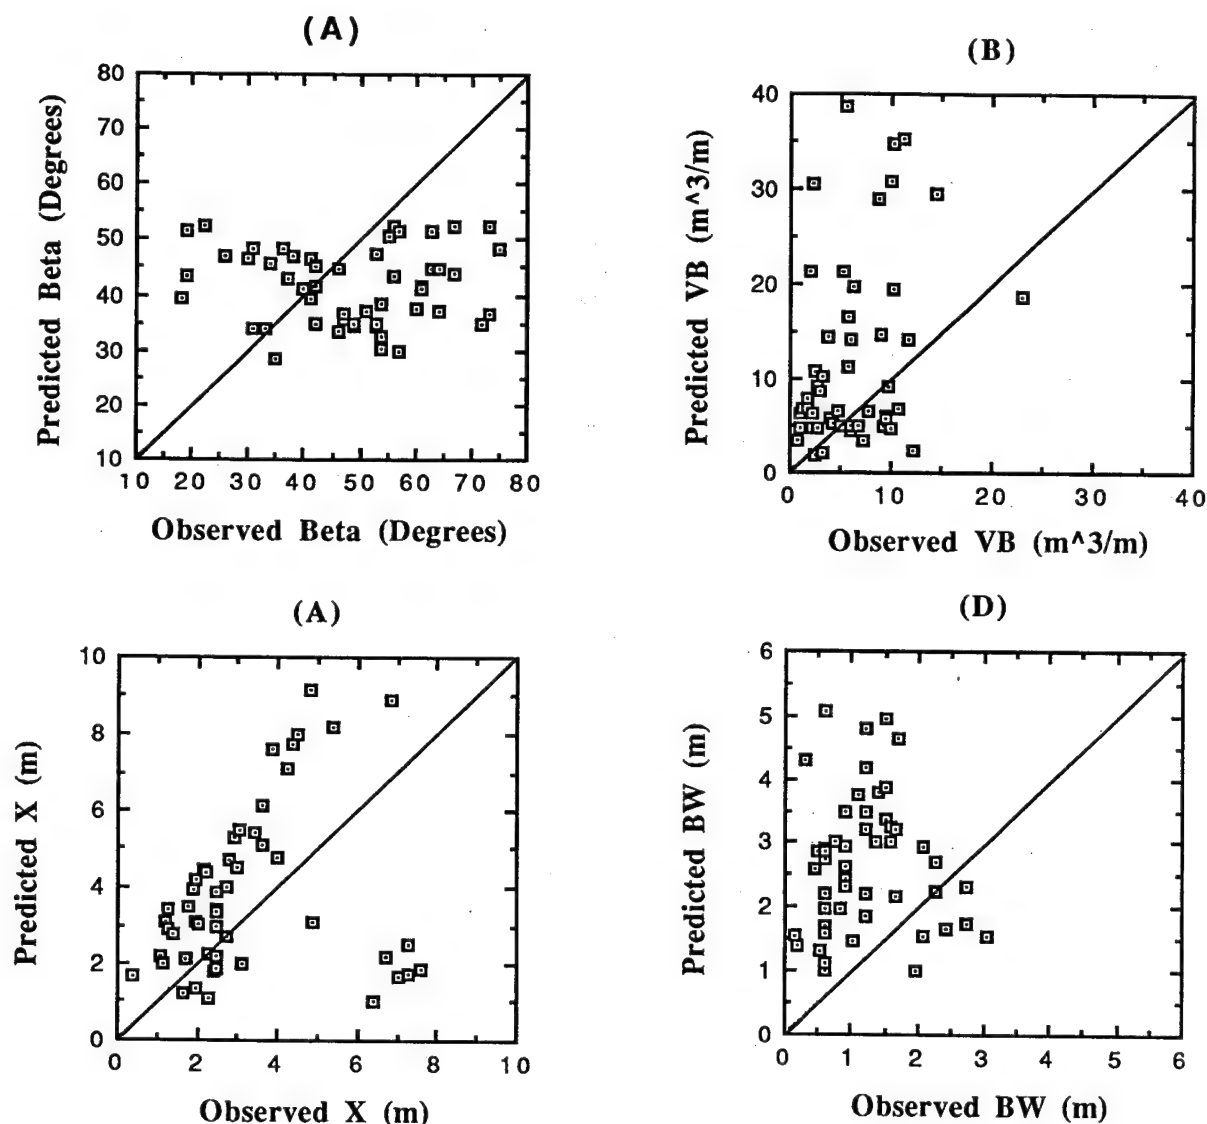 (A)
80
70
60
50
40
30
20
10
10 20 30 40 50 60 70 80
Predicted Beta (Degrees)
Observed Beta (Degrees)
(B)
40
30
20
10
0
0 10 20 30 40
Predicted VB (m^3/m)
Observed VB (m^3/m)
(A)
10
8
6
4
2
0
0 2 4 6 8 10
Predicted X (m)
Observed X (m)
(D)
6
5
4
3
2
1
0
0 1 2 3 4 5 6
Predicted BW (m)
Observed BW (m)